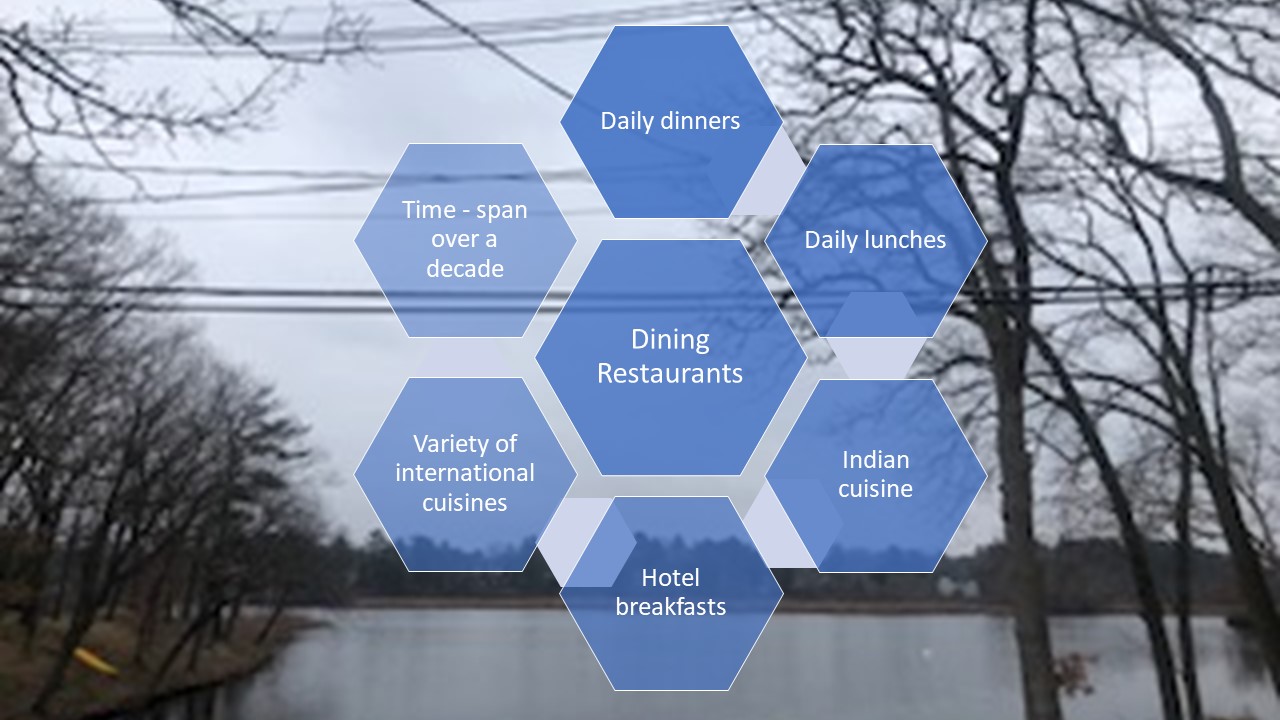 Daily dinners
Daily lunches
Indian
cuisine
Hotel
breakfasts
Variety of
international
cuisines
Time - span
over a
decade
Dining
Restaurants